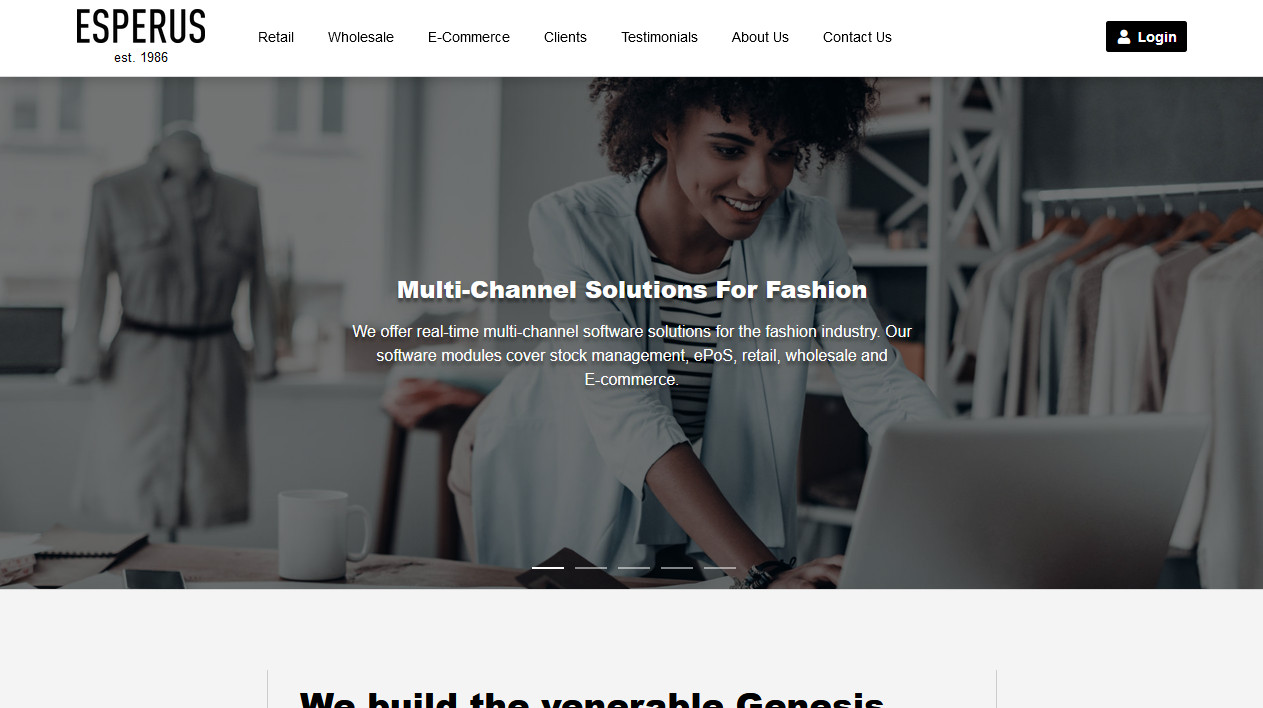 ESPERUS
est. 1986
Retail
Wholesale
E-Commerce
Clients
Testimonials
About Us
Contact Us
Login
Multi-Channel Solutions For Fashion
We offer real-time multi-channel software solutions for the fashion industry. Our
software modules cover stock management, ePoS, retail, wholesale and
E-commerce.
We build the venerable Genesis